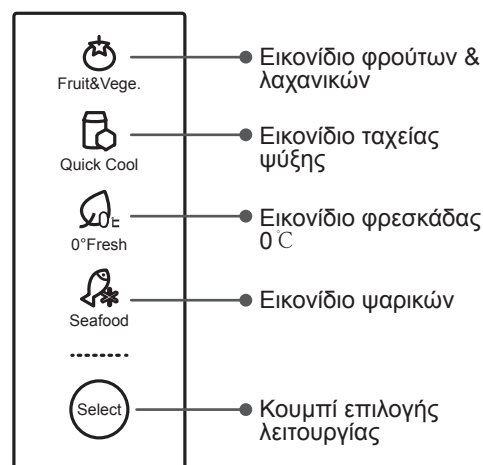 Fruit&Vege.
Εικονίδιο φρούτων &
λαχανικών
Quick Cool
Εικονίδιο ταχείας
ψύξης
0°Fresh
Εικονίδιο φρεσκάδας
0℃
Seafood
Εικονίδιο ψαρικών
Select
Κουμπί επιλογής
λειτουργίας